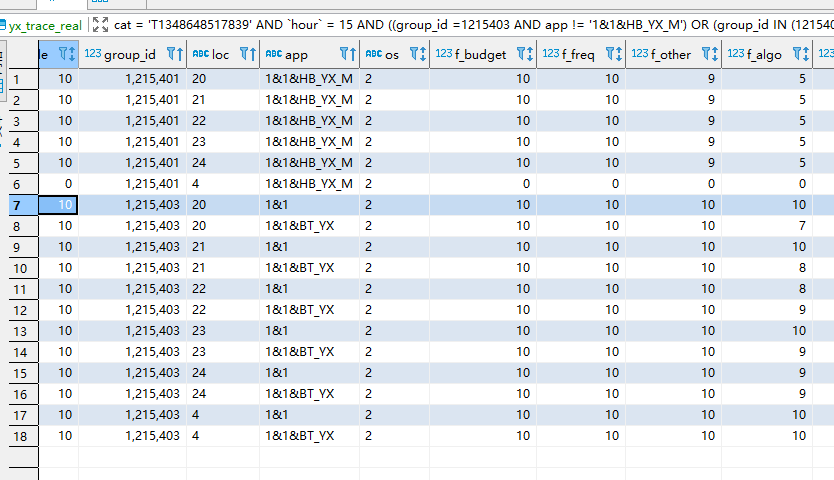 yx_trace_real cat = 'T1348648517839' AND `hour` = 15 AND ((group_id =1215403 AND app != '1&1&HB_YX_M') OR (group_id IN (12154
le 123 group_id ABC loc ABC app ABC os 123 f_budget 123 f_freq 123 f_other 123 f_algo
1 10 1,215,401 20 1&1&HB_YX_M 2 10 10 9 5
2 10 1,215,401 21 1&1&HB_YX_M 2 10 10 9 5
3 10 1,215,401 22 1&1&HB_YX_M 2 10 10 9 5
4 10 1,215,401 23 1&1&HB_YX_M 2 10 10 9 5
5 10 1,215,401 24 1&1&HB_YX_M 2 10 10 9 5
6 0 1,215,401 4 1&1&HB_YX_M 2 0 0 0 0
7 10 1,215,403 20 1&1 2 10 10 10 10
8 10 1,215,403 20 1&1&BT_YX 2 10 10 10 7
9 10 1,215,403 21 1&1 2 10 10 10 10
10 10 1,215,403 21 1&1&BT_YX 2 10 10 10 8
11 10 1,215,403 22 1&1 2 10 10 10 8
12 10 1,215,403 22 1&1&BT_YX 2 10 10 10 9
13 10 1,215,403 23 1&1 2 10 10 10 10
14 10 1,215,403 23 1&1&BT_YX 2 10 10 10 9
15 10 1,215,403 24 1&1 2 10 10 10 9
16 10 1,215,403 24 1&1&BT_YX 2 10 10 10 9
17 10 1,215,403 4 1&1 2 10 10 10 10
18 10 1,215,403 4 1&1&BT_YX 2 10 10 10 10